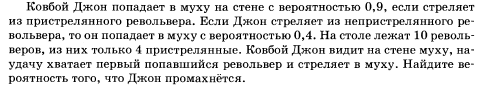 Ковбой Джон попадает в муху на стене с вероятностью 0,9, если стреляет
из пристрелянного револьвера. Если Джон стреляет из непристрелянного ре-
вольвера, то он попадает в муху с вероятностью 0,4. На столе лежат 10 револь-
веров, из них только 4 пристрелянные. Ковбой Джон видит на стене муху, на-
удачу хватает первый попавшийся револьвер и стреляет в муху. Найдите ве-
роятность того, что Джон промахнётся.